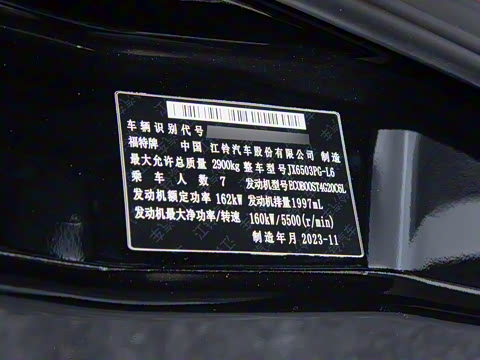 车辆识别代号
福特牌 中国 江铃汽车股份有限公司 制造
最大允许总质量 2900kg 整车型号 JX6503PG-L6
乘车人数 7 发动机型号 ECOBOOST4G20C6L
发动机额定功率 162kW 发动机排量 1997mL
发动机最大净功率/转速 160kW/5500(r/min)
制造年月 2023-11